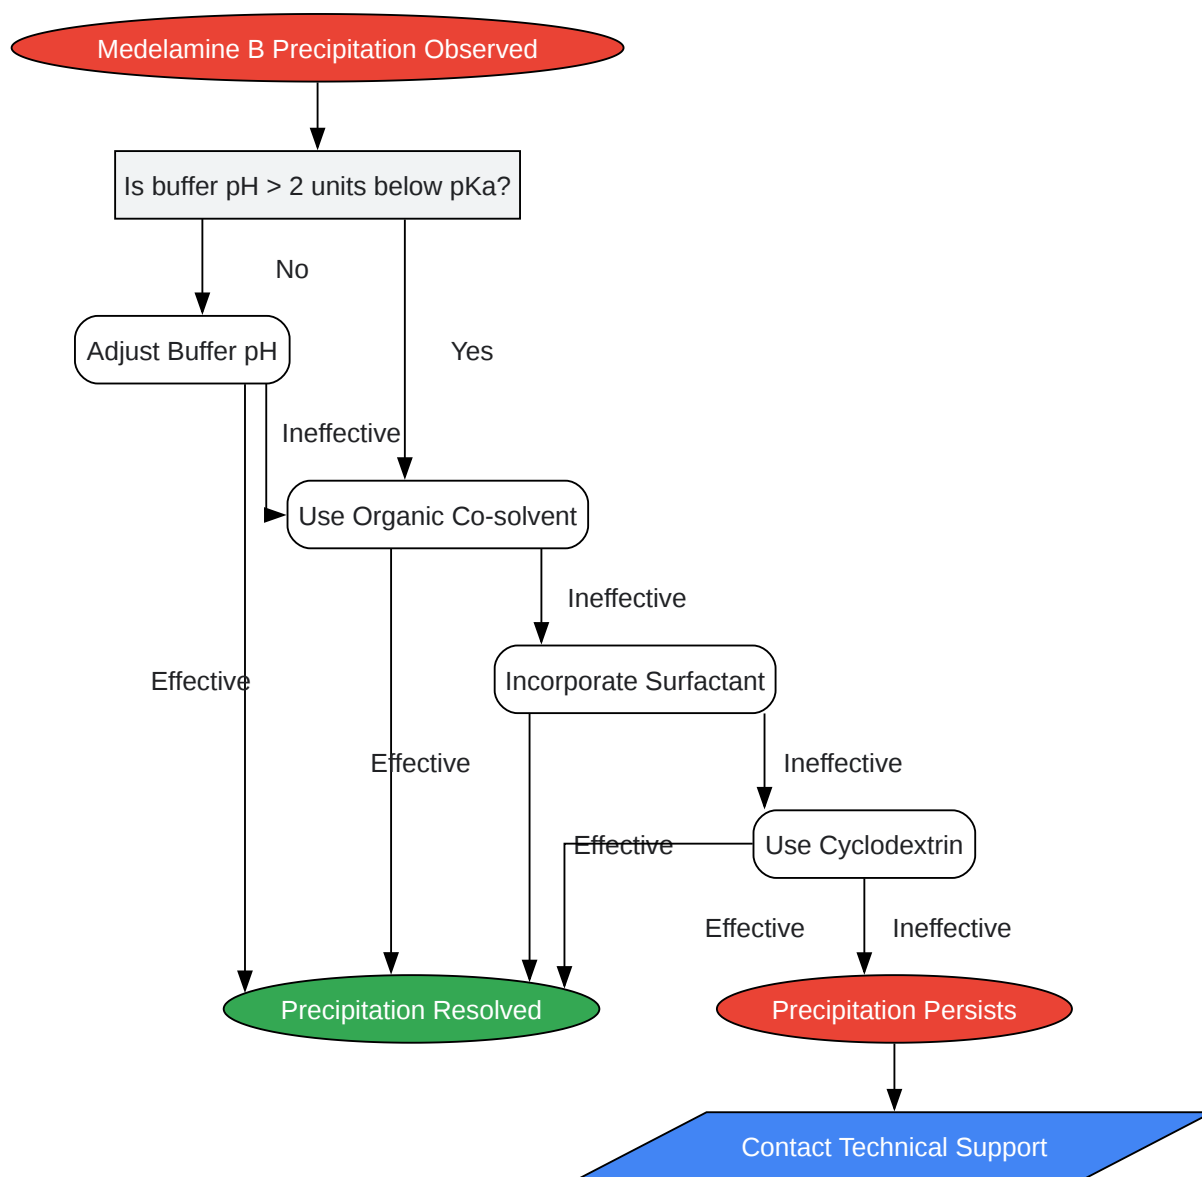 Medelamine B Precipitation Observed
Is buffer pH > 2 units below pKa?
No
Adjust Buffer pH
Yes
Ineffective
Use Organic Co-solvent
Ineffective
Effective
Incorporate Surfactant
Effective
Ineffective
Effective
Use Cyclodextrin
Effective
Ineffective
Precipitation Resolved
Precipitation Persists
Contact Technical Support